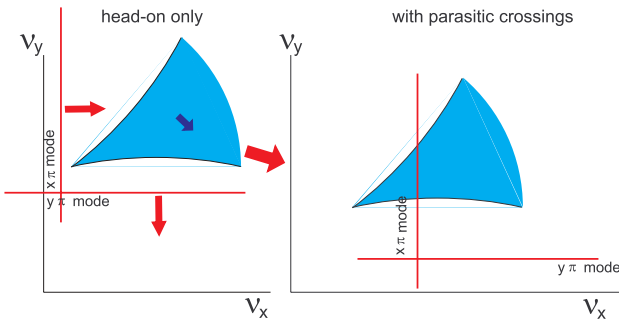 head-on only
with parasitic crossings
νy
νy
x π mode
y π mode
x π mode
y π mode
νx
νx